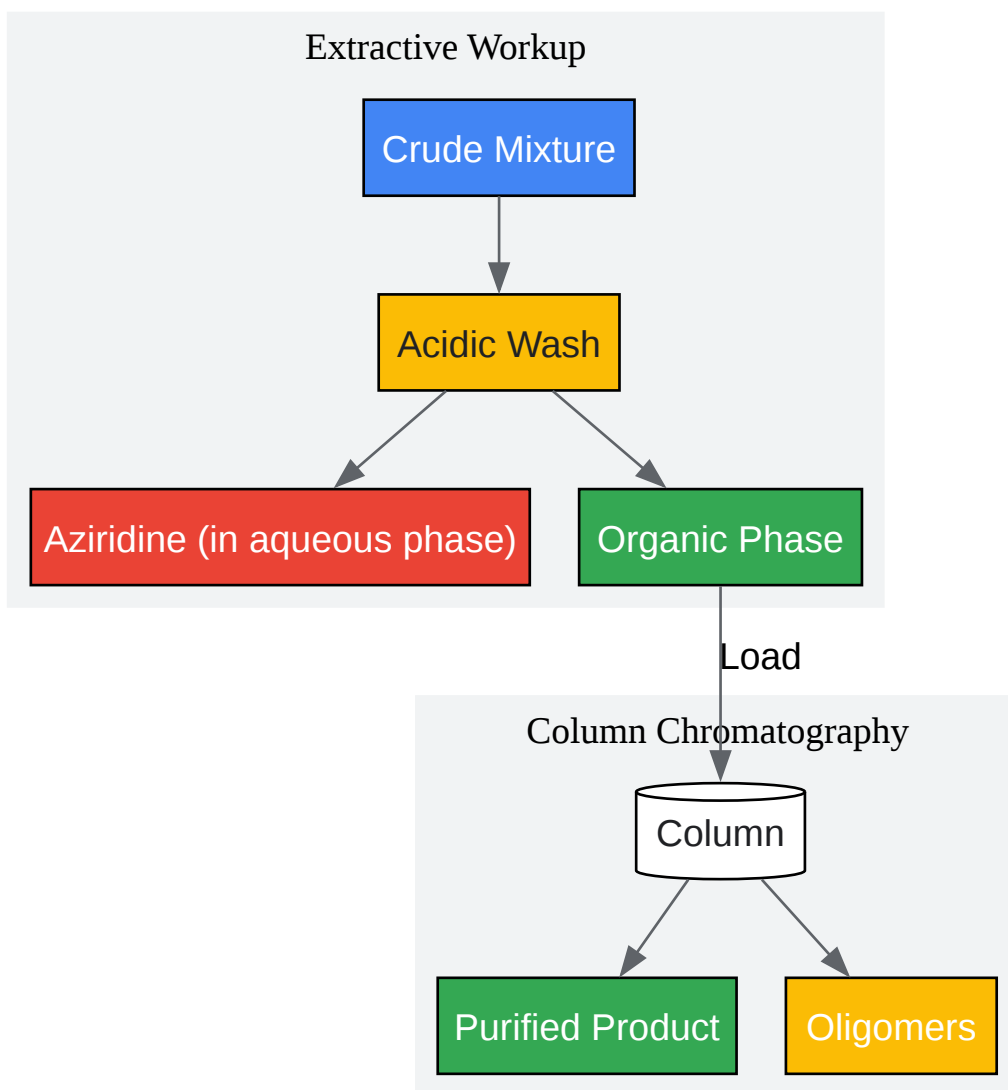 Extractive Workup
Crude Mixture
Acidic Wash
Aziridine (in aqueous phase)
Organic Phase
Load
Column Chromatography
Column
Purified Product
Oligomers